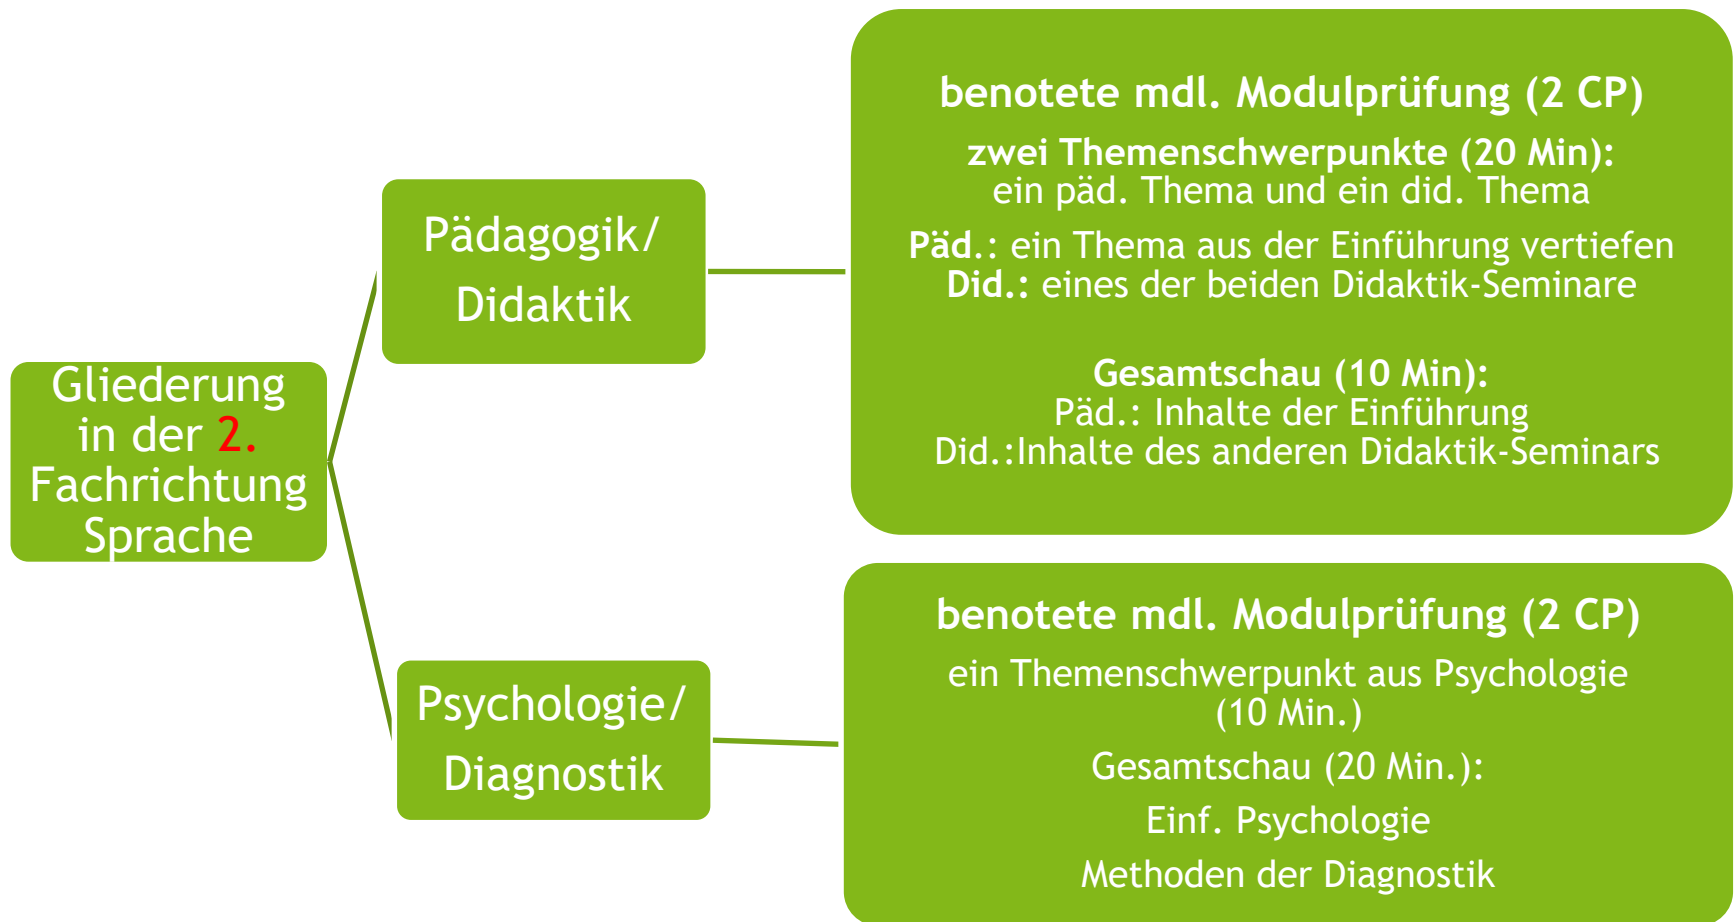 Gliederung
in der 2.
Fachrichtung
Sprache
Pädagogik/
Didaktik
benotete mdl. Modulprüfung (2 CP)
zwei Themenschwerpunkte (20 Min):
ein päd. Thema und ein did. Thema
Päd.: ein Thema aus der Einführung vertiefen
Did.: eines der beiden Didaktik-Seminare
Gesamtschau (10 Min):
Päd.: Inhalte der Einführung
Did.:Inhalte des anderen Didaktik-Seminars
Psychologie/
Diagnostik
benotete mdl. Modulprüfung (2 CP)
ein Themenschwerpunkt aus Psychologie
(10 Min.)
Gesamtschau (20 Min.):
Einf. Psychologie
Methoden der Diagnostik